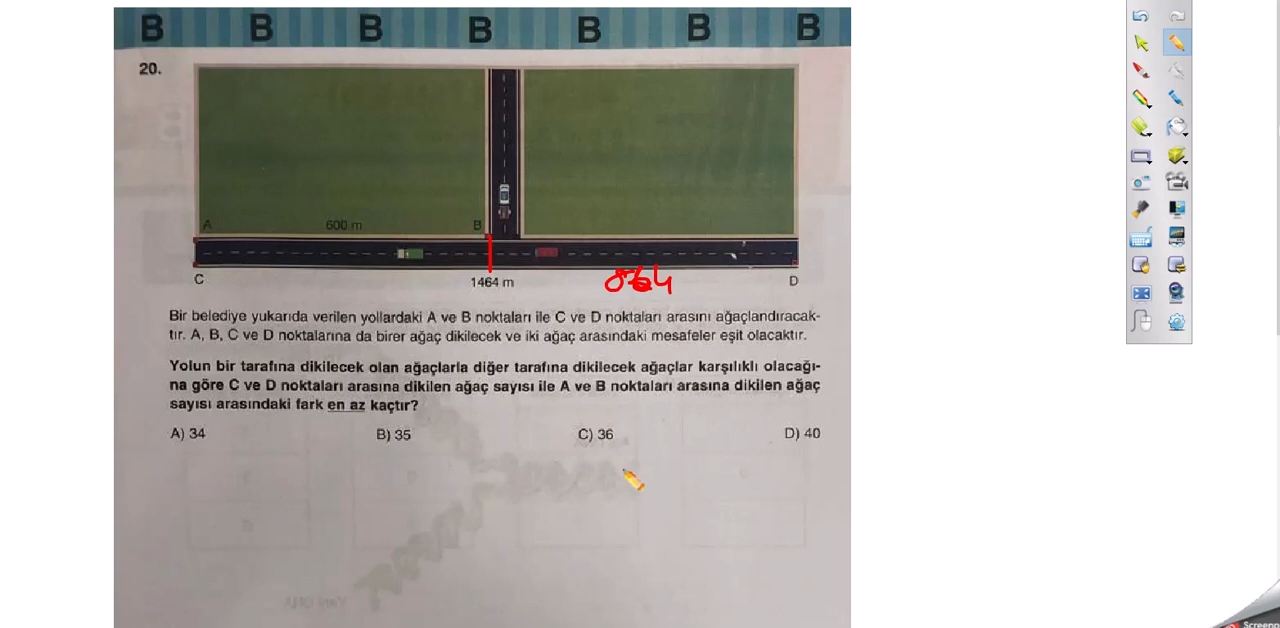 B B B B B B B
20.
A 600 m B
C 1464 m 864 D
Bir belediye yukarıda verilen yollardaki A ve B noktaları ile C ve D noktaları arasını ağaçlandıracak-
tır. A, B, C ve D noktalarına da birer ağaç dikilecek ve iki ağaç arasındaki mesafeler eşit olacaktır.
Yolun bir tarafına dikilecek olan ağaçlarla diğer tarafına dikilecek ağaçlar karşılıklı olacağı-
na göre C ve D noktaları arasına dikilen ağaç sayısı ile A ve B noktaları arasına dikilen ağaç
sayısı arasındaki fark en az kaçtır?
A) 34 B) 35 C) 36 D) 40